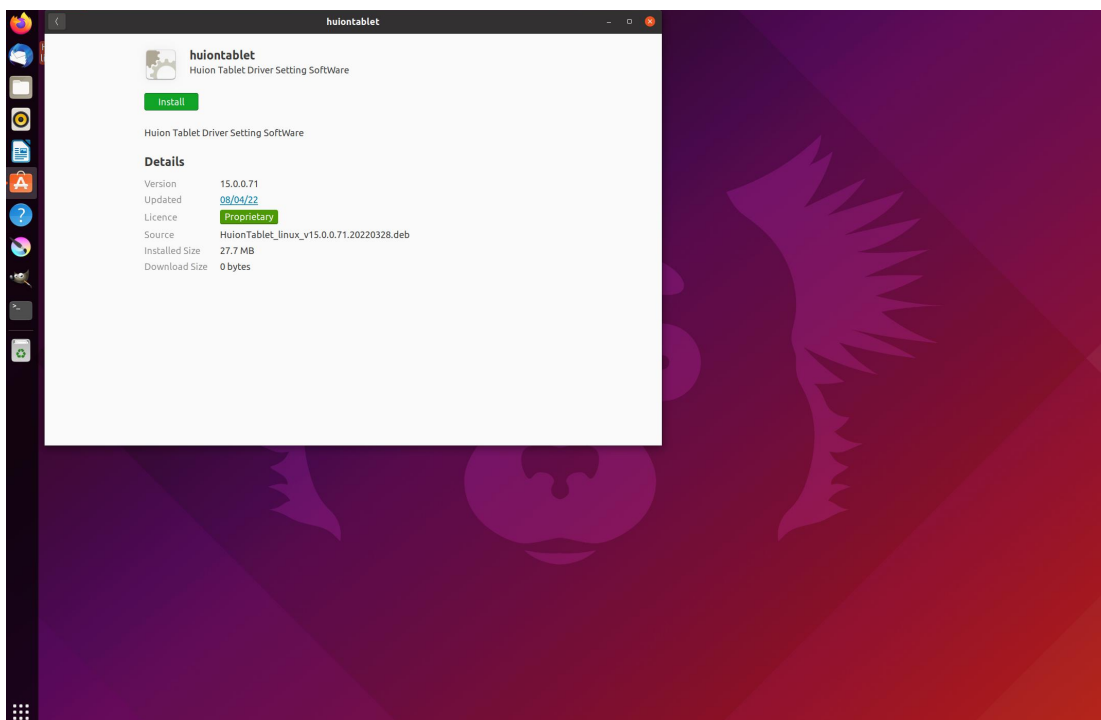 huiontablet
huiontablet
Huion Tablet Driver Setting SoftWare
Install
Huion Tablet Driver Setting SoftWare
Details
Version 15.0.0.71
Updated 08/04/22
Licence Proprietary
Source HuionTablet_linux_v15.0.0.71.20220328.deb
Installed Size 27.7 MB
Download Size 0 bytes